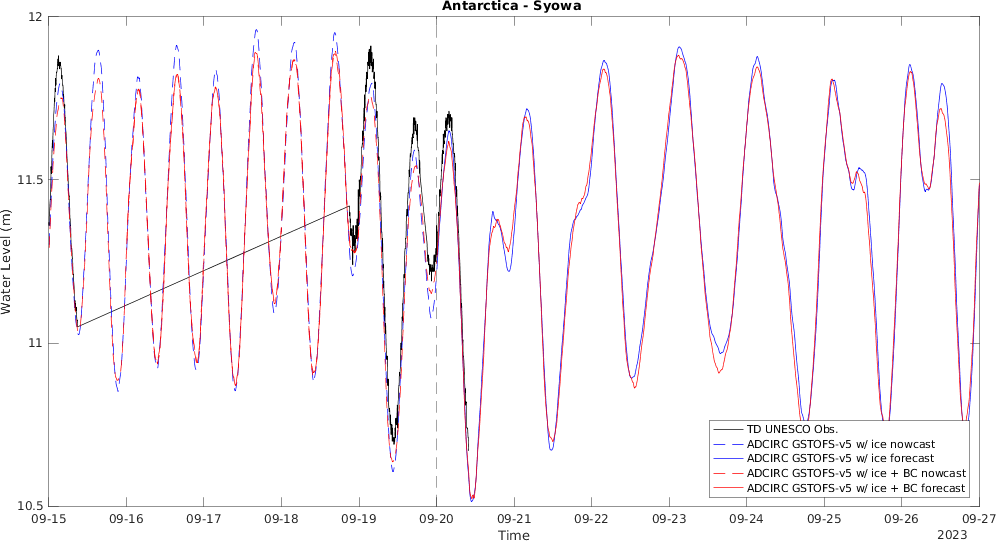 Antarctica - Syowa
12
11.5
11
10.5
Water Level (m)
09-15 09-16 09-17 09-18 09-19 09-20 09-21 09-22 09-23 09-24 09-25 09-26 09-27
Time
2023
TD UNESCO Obs.
ADCIRC GSTOFS-v5 w/ ice nowcast
ADCIRC GSTOFS-v5 w/ ice forecast
ADCIRC GSTOFS-v5 w/ ice + BC nowcast
ADCIRC GSTOFS-v5 w/ ice + BC forecast